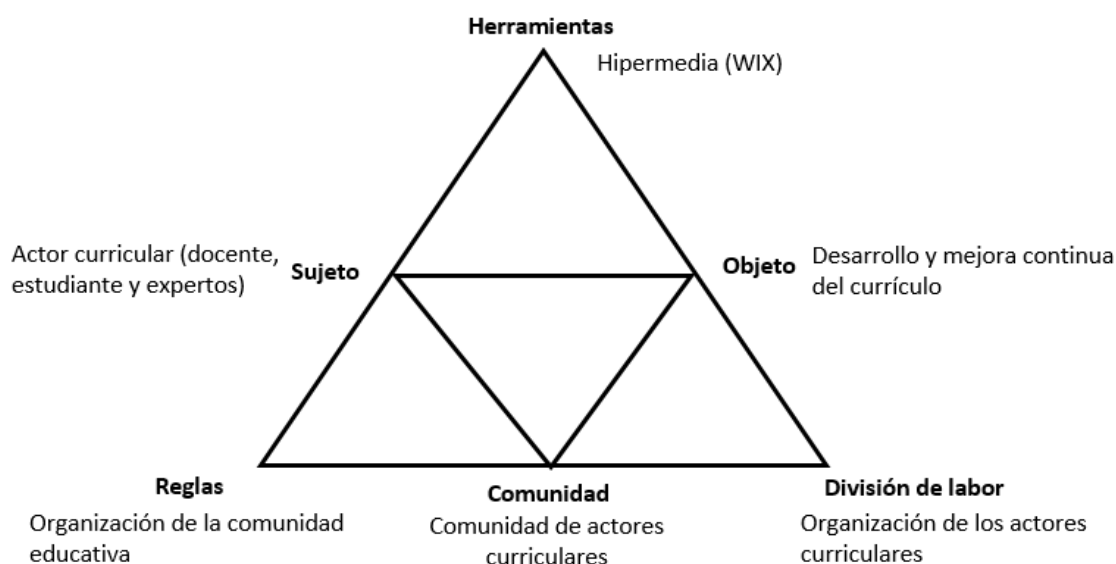 Herramientas
Hipermedia (WIX)
Actor curricular (docente,
estudiante y expertos)
Sujeto
Objeto
Desarrollo y mejora continua
del currículo
Reglas
Organización de la comunidad
educativa
Comunidad
Comunidad de actores
curriculares
División de labor
Organización de los actores
curriculares